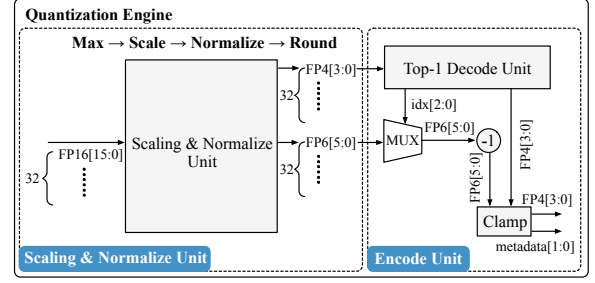 Quantization Engine
Max → Scale → Normalize → Round
32
FP4[3:0]
Top-1 Decode Unit
idx[2:0]
FP4[3:0]
FP16[15:0]
32
Scaling & Normalize
Unit
FP6[5:0]
32
MUX
FP6[5:0]
-1
FP6[5:0]
Clamp
FP4[3:0]
metadata[1:0]
Scaling & Normalize Unit
Encode Unit